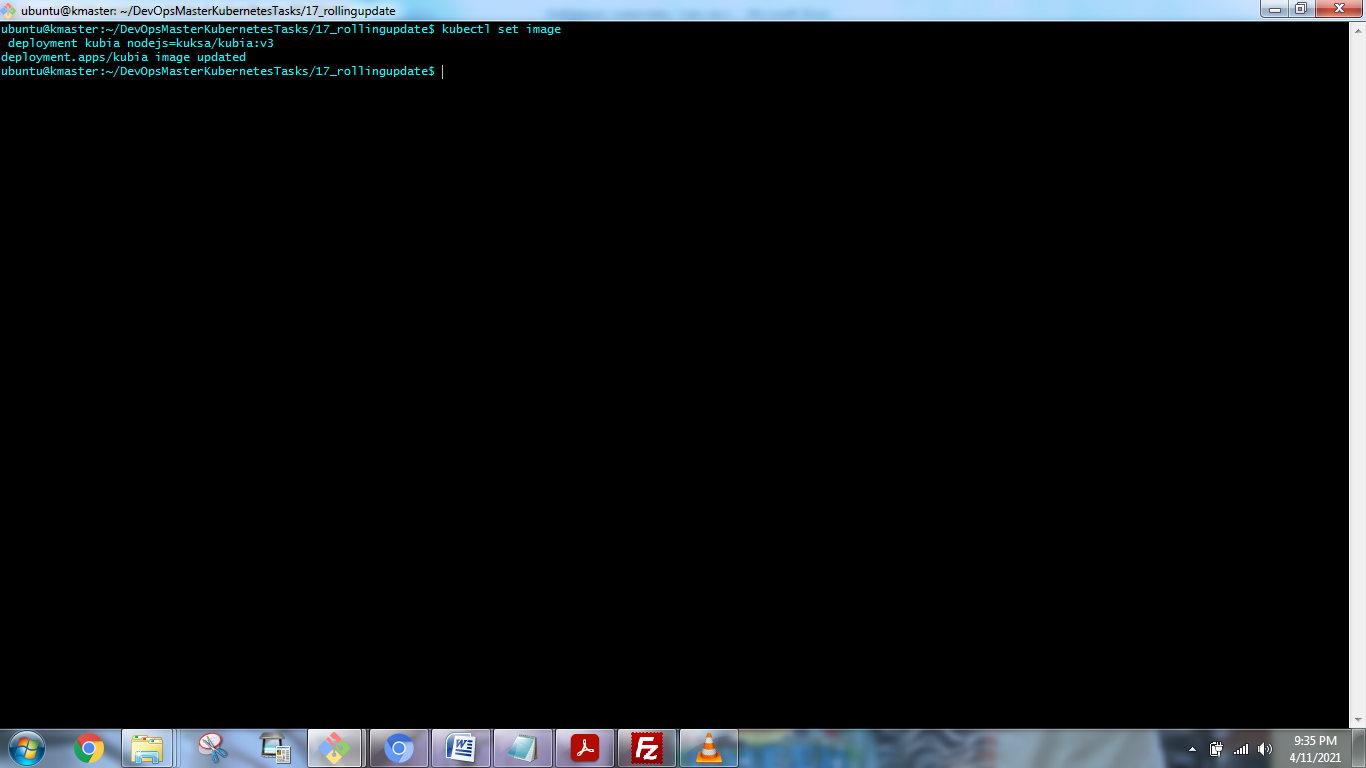 ubuntu@kmaster: ~/DevOpsMasterKubernetesTasks/17_rollingupdate
ubuntu@kmaster:~/DevOpsMasterKubernetesTasks/17_rollingupdate$ kubectl set image
 deployment kubia nodejs=kuksa/kubia:v3
deployment.apps/kubia image updated
ubuntu@kmaster:~/DevOpsMasterKubernetesTasks/17_rollingupdate$
W
Fz
9:35 PM
4/11/2021